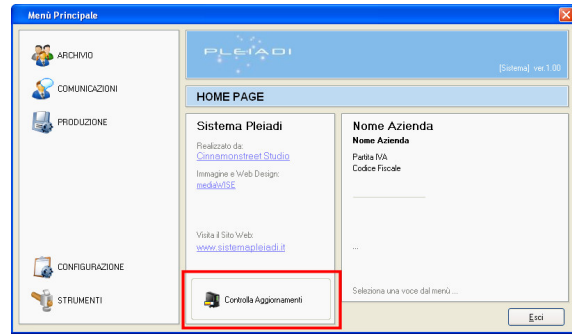 Menù Principale
ARCHIVIO
COMUNICAZIONI
PRODUZIONE
CONFIGURAZIONE
STRUMENTI
PLEIADI
[Sistema] ver.1.00
HOME PAGE
Sistema Pleiadi
Realizzato da:
Cinnamonstreet Studio
Immagine e Web Design:
mediaWISE
Visita il Sito Web:
www.sistemapleiadi.it
Controlla Aggiornamenti
Nome Azienda
Nome Azienda
Partita IVA
Codice Fiscale
...
Seleziona una voce dal menù ...
Esci